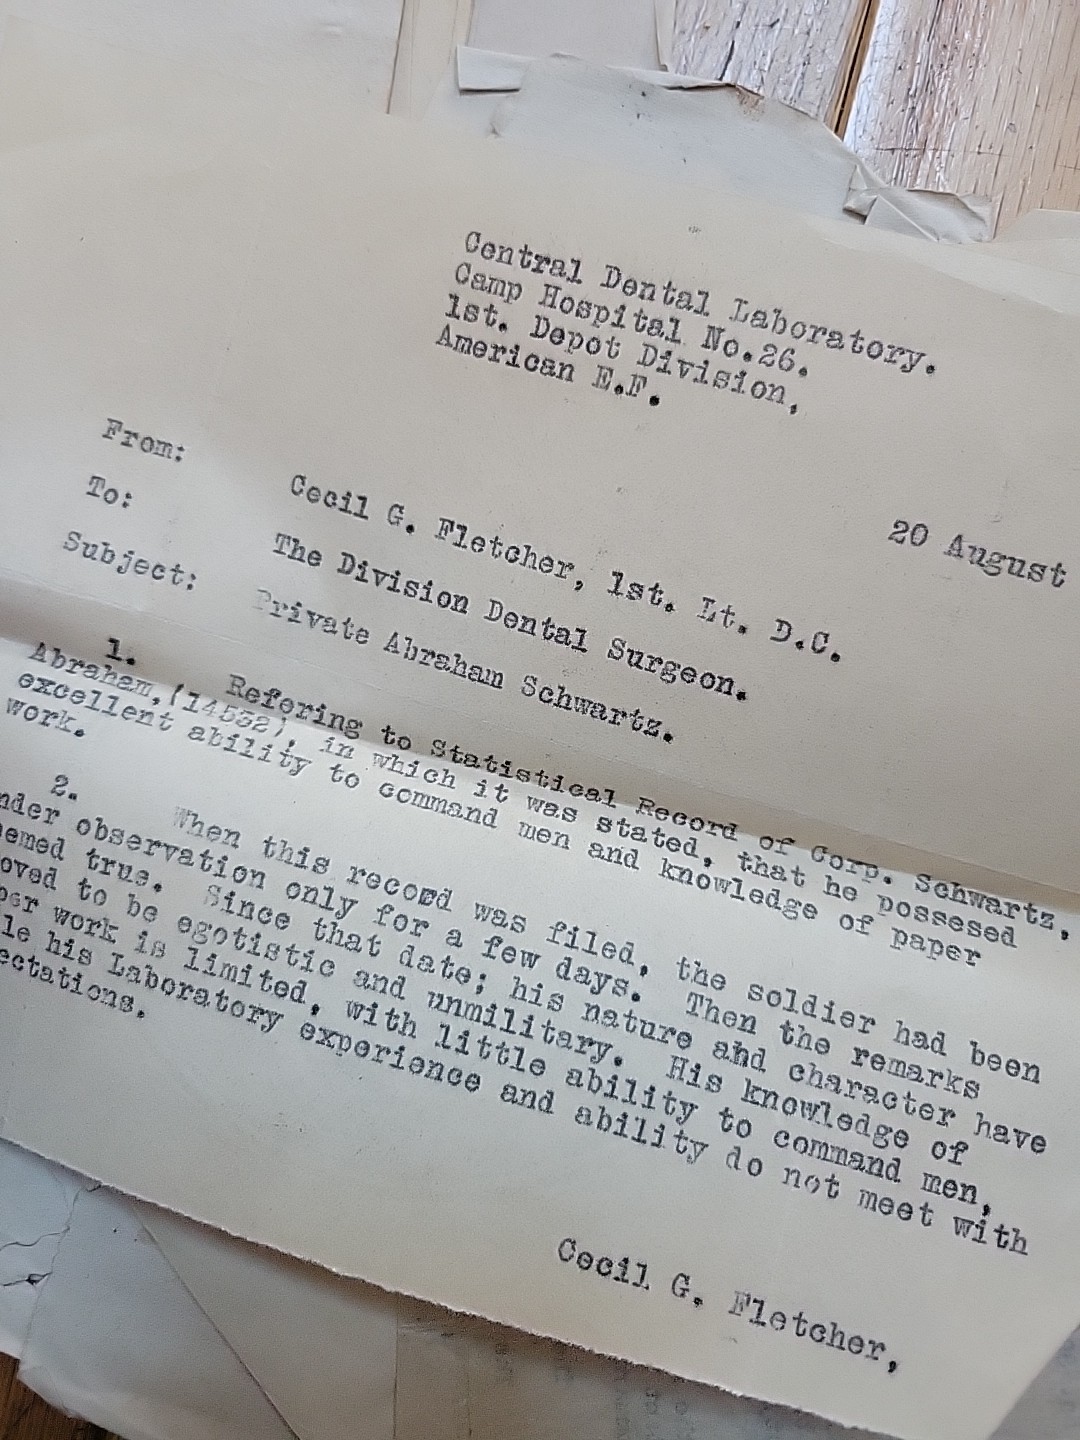 Central Dental Laboratory.
Camp Hospital No.26.
1st. Depot Division,
American E.F.
20 August
From: Cecil G. Fletcher, 1st. Lt. D.C.
To: The Division Dental Surgeon.
Subject: Private Abraham Schwartz.
1. Refering to Statistical Record of Corp. Schwartz,
Abraham,(14532), in which it was stated, that he possesed
excellent ability to command men and knowledge of paper
work.
2. When this record was filed, the soldier had been
nder observation only for a few days. Then the remarks
emed true. Since that date; his nature and character have
oved to be egotistic and unmilitary. His knowledge of
per work is limited, with little ability to command men,
le his Laboratory experience and ability do not meet with
ectations.
Cecil G. Fletcher,